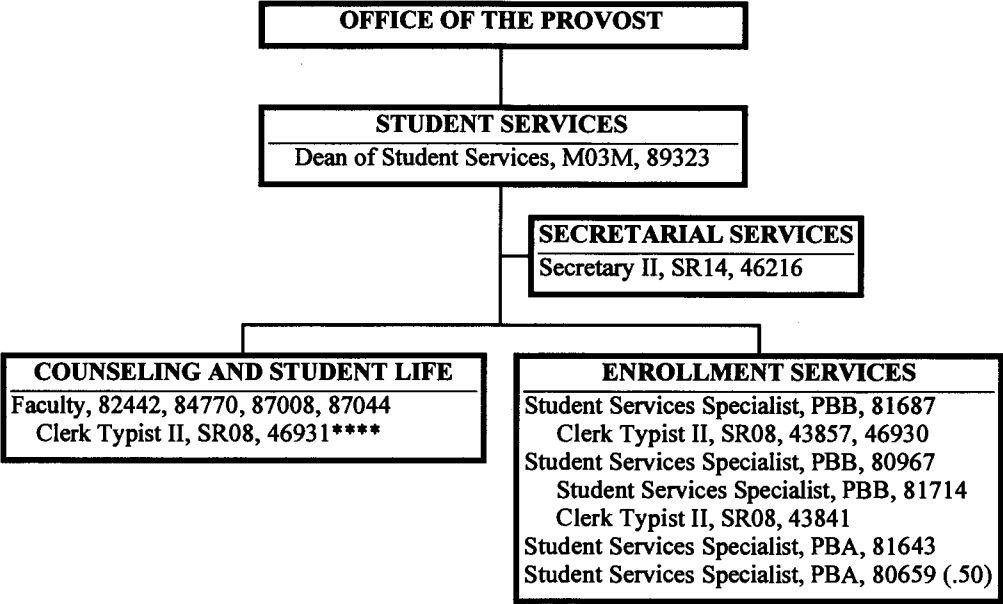 OFFICE OF THE PROVOST
STUDENT SERVICES
Dean of Student Services, M03M, 89323
SECRETARIAL SERVICES
Secretary II, SR14, 46216
COUNSELING AND STUDENT LIFE
Faculty, 82442, 84770, 87008, 87044
Clerk Typist II, SR08, 46931****
ENROLLMENT SERVICES
Student Services Specialist, PBB, 81687
Clerk Typist II, SR08, 43857, 46930
Student Services Specialist, PBB, 80967
Student Services Specialist, PBB, 81714
Clerk Typist II, SR08, 43841
Student Services Specialist, PBA, 81643
Student Services Specialist, PBA, 80659 (.50)